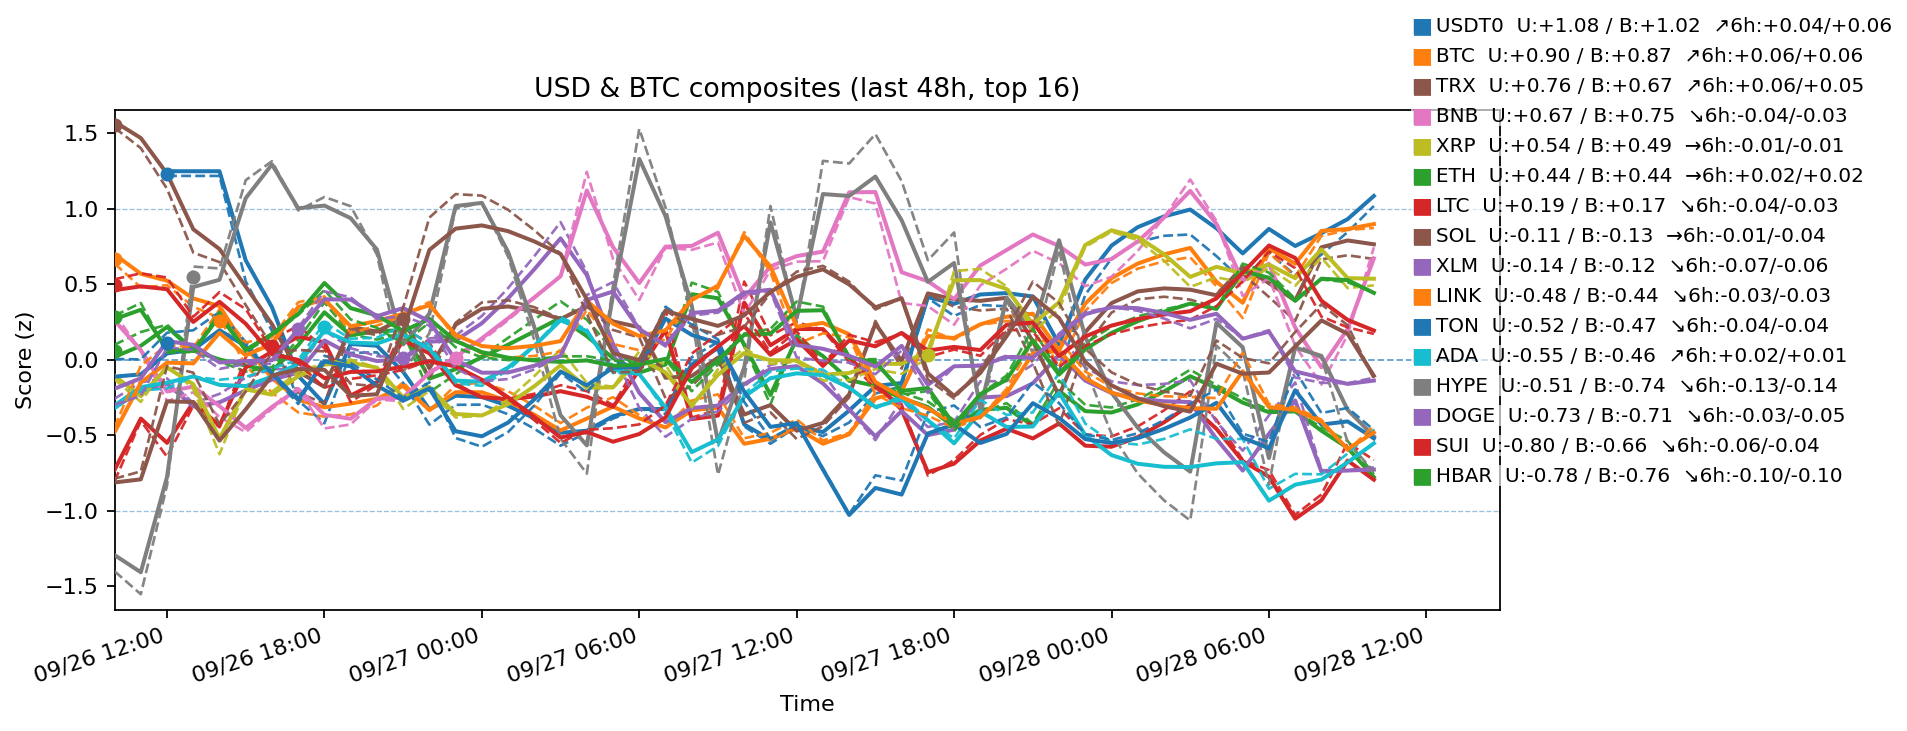 USDT0 U:+1.08 / B:+1.02 ↗6h:+0.04/+0.06
BTC U:+0.90 / B:+0.87 ↗6h:+0.06/+0.06
TRX U:+0.76 / B:+0.67 ↗6h:+0.06/+0.05
BNB U:+0.67 / B:+0.75 ↘6h:-0.04/-0.03
XRP U:+0.54 / B:+0.49 →6h:-0.01/-0.01
ETH U:+0.44 / B:+0.44 →6h:+0.02/+0.02
LTC U:+0.19 / B:+0.17 ↘6h:-0.04/-0.03
SOL U:-0.11 / B:-0.13 →6h:-0.01/-0.04
XLM U:-0.14 / B:-0.12 ↘6h:-0.07/-0.06
LINK U:-0.48 / B:-0.44 ↘6h:-0.03/-0.03
TON U:-0.52 / B:-0.47 ↘6h:-0.04/-0.04
ADA U:-0.55 / B:-0.46 ↗6h:+0.02/+0.01
HYPE U:-0.51 / B:-0.74 ↘6h:-0.13/-0.14
DOGE U:-0.73 / B:-0.71 ↘6h:-0.03/-0.05
SUI U:-0.80 / B:-0.66 ↘6h:-0.06/-0.04
HBAR U:-0.78 / B:-0.76 ↘6h:-0.10/-0.10
USD & BTC composites (last 48h, top 16)
Score (z)
1.5
1.0
0.5
0.0
−0.5
−1.0
−1.5
09/26 12:00
09/26 18:00
09/27 00:00
09/27 06:00
09/27 12:00
09/27 18:00
09/28 00:00
09/28 06:00
09/28 12:00
Time